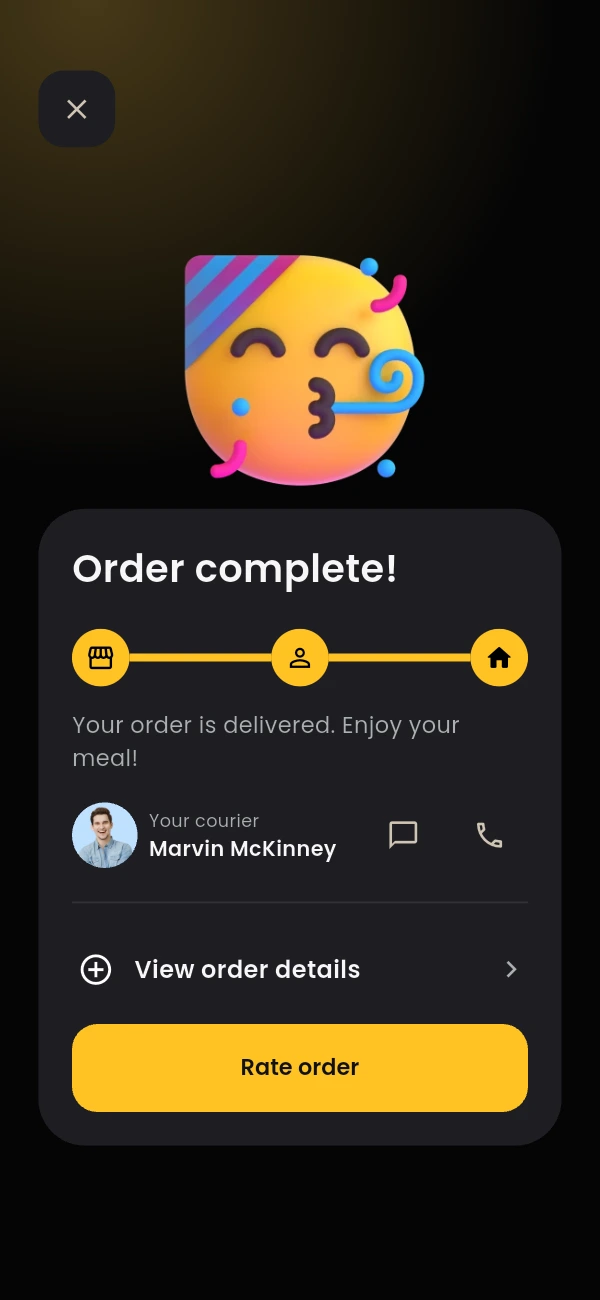 Order complete!
Your order is delivered. Enjoy your
meal!
Your courier
Marvin McKinney
View order details
Rate order